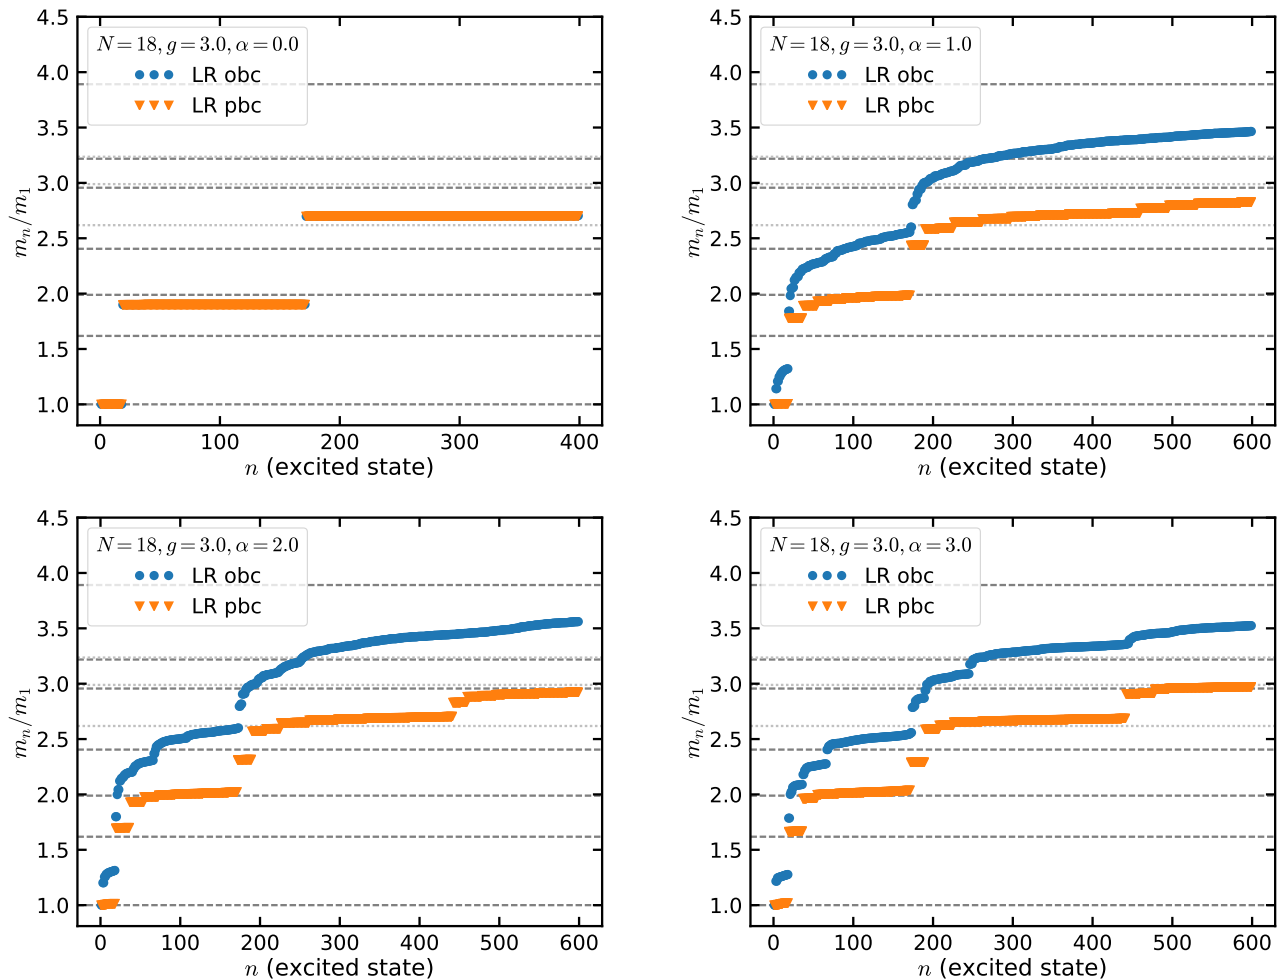 4.5
4.0
3.5
3.0
2.5
2.0
1.5
1.0
m_n/m_1
N = 18, g = 3.0, α = 0.0
LR obc
LR pbc
0 100 200 300 400
n (excited state)
4.5
4.0
3.5
3.0
2.5
2.0
1.5
1.0
m_n/m_1
N = 18, g = 3.0, α = 1.0
LR obc
LR pbc
0 100 200 300 400 500 600
n (excited state)
4.5
4.0
3.5
3.0
2.5
2.0
1.5
1.0
m_n/m_1
N = 18, g = 3.0, α = 2.0
LR obc
LR pbc
0 100 200 300 400 500 600
n (excited state)
4.5
4.0
3.5
3.0
2.5
2.0
1.5
1.0
m_n/m_1
N = 18, g = 3.0, α = 3.0
LR obc
LR pbc
0 100 200 300 400 500 600
n (excited state)